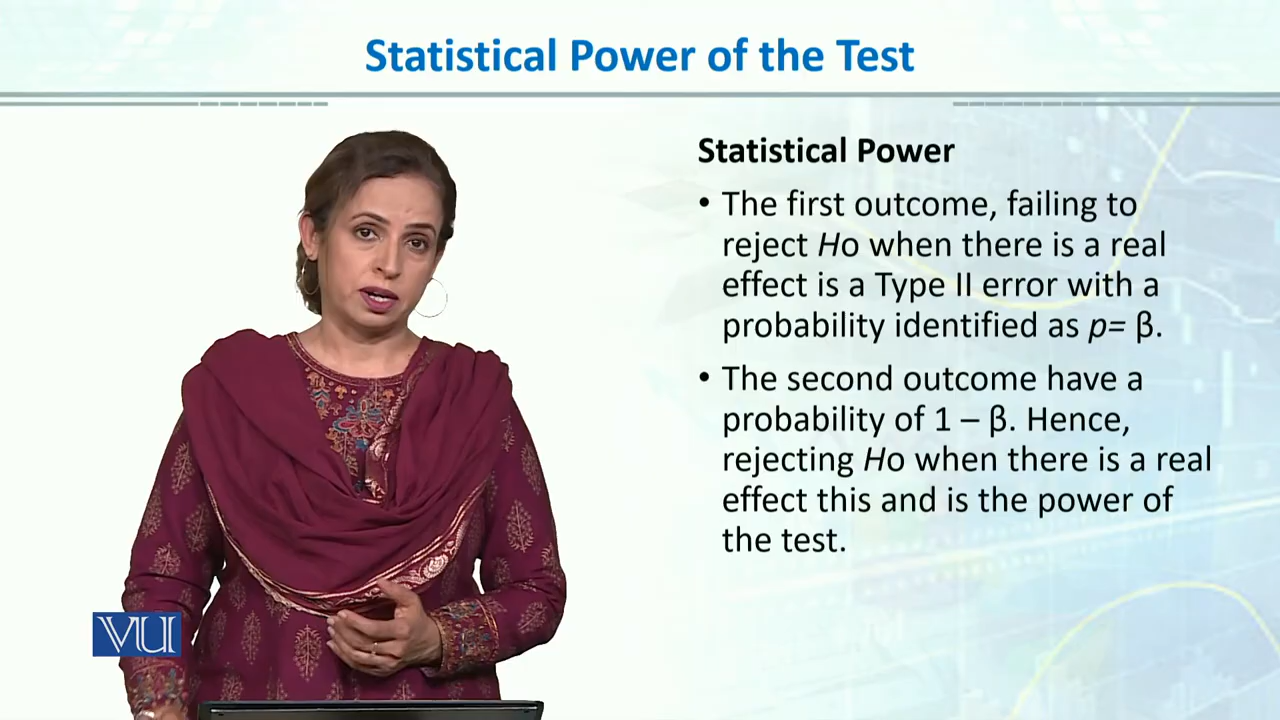 Statistical Power of the Test
Statistical Power
• The first outcome, failing to
reject Ho when there is a real
effect is a Type II error with a
probability identified as p= β.
• The second outcome have a
probability of 1 – β. Hence,
rejecting Ho when there is a real
effect this and is the power of
the test.
VU